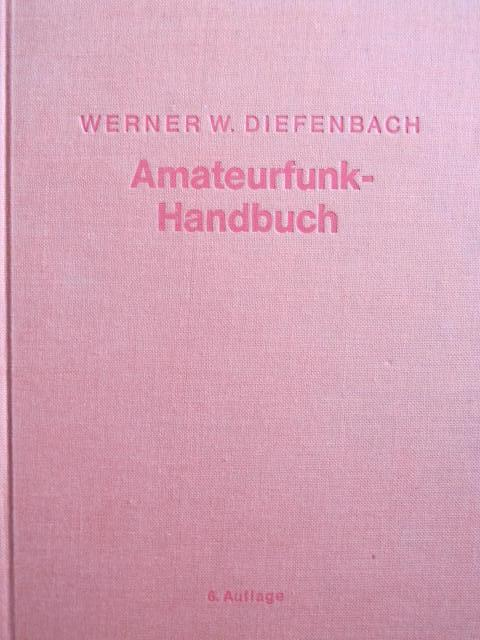 WERNER W. DIEFENBACH
Amateurfunk-
Handbuch
6. Auflage